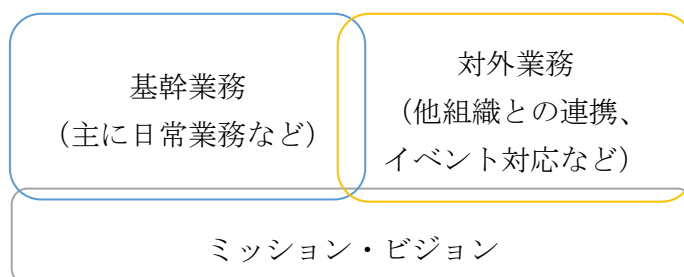 基幹業務
（主に日常業務など）
対外業務
（他組織との連携、
イベント対応など）
ミッション・ビジョン